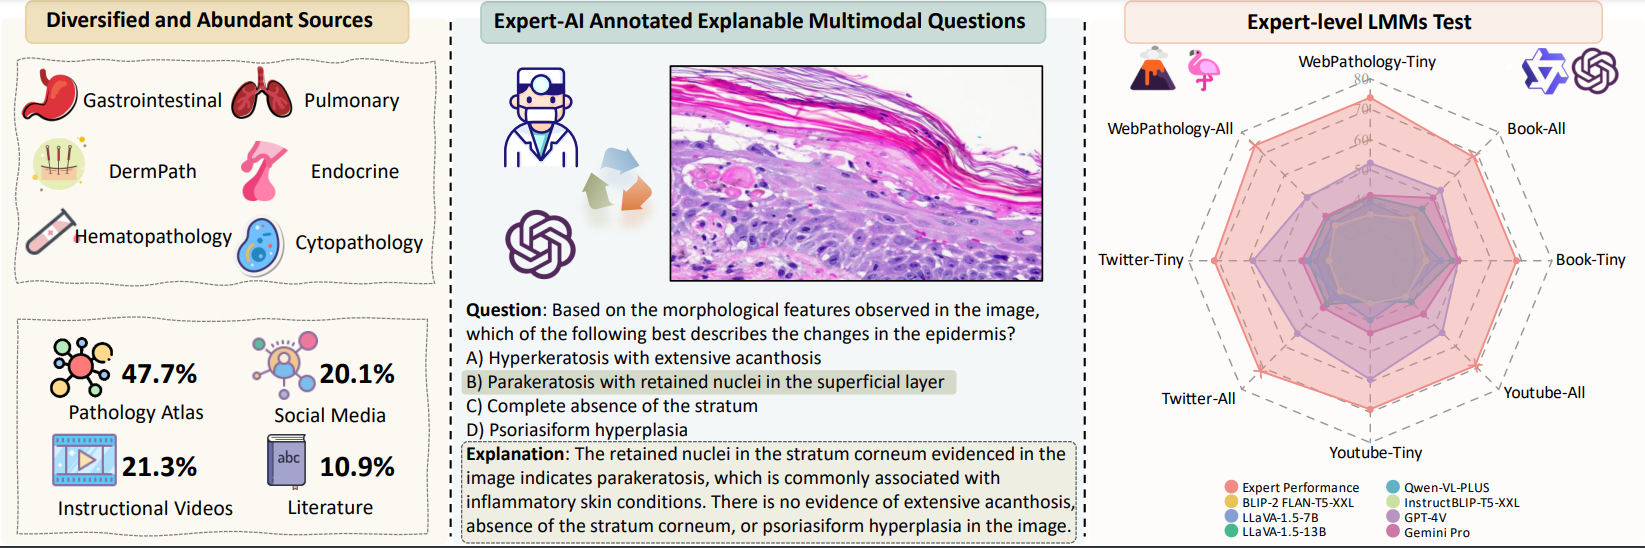 Diversified and Abundant Sources
Gastrointestinal
Pulmonary
DermPath
Endocrine
Hematopathology
Cytopathology
47.7%
Pathology Atlas
20.1%
Social Media
21.3%
Instructional Videos
abc
10.9%
Literature
Expert-AI Annotated Explanable Multimodal Questions
Question: Based on the morphological features observed in the image,
which of the following best describes the changes in the epidermis?
A) Hyperkeratosis with extensive acanthosis
B) Parakeratosis with retained nuclei in the superficial layer
C) Complete absence of the stratum
D) Psoriasiform hyperplasia
Explanation: The retained nuclei in the stratum corneum evidenced in the
image indicates parakeratosis, which is commonly associated with
inflammatory skin conditions. There is no evidence of extensive acanthosis,
absence of the stratum corneum, or psoriasiform hyperplasia in the image.
Expert-level LMMs Test
WebPathology-Tiny
80
70
60
50
WebPathology-All
Book-All
Twitter-Tiny
Book-Tiny
Twitter-All
Youtube-All
Youtube-Tiny
Expert Performance
BLIP-2 FLAN-T5-XXL
LLaVA-1.5-7B
LLaVA-1.5-13B
Qwen-VL-PLUS
InstructBLIP-T5-XXL
GPT-4V
Gemini Pro